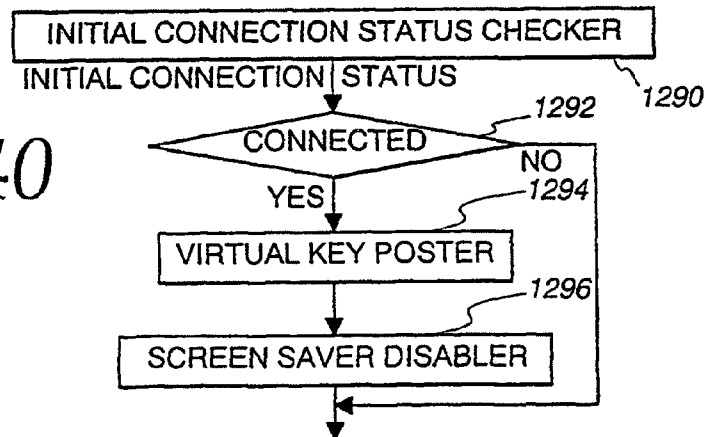 INITIAL CONNECTION STATUS CHECKER
INITIAL CONNECTION STATUS
1290
1292
CONNECTED
NO
40
YES
1294
VIRTUAL KEY POSTER
1296
SCREEN SAVER DISABLER